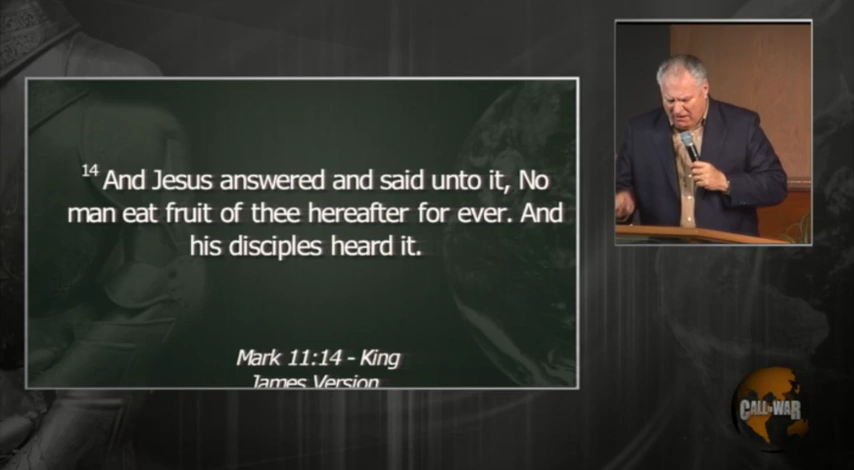 14 And Jesus answered and said unto it, No
man eat fruit of thee hereafter for ever. And
his disciples heard it.
Mark 11:14 - King
James Version
CALL TO WAR